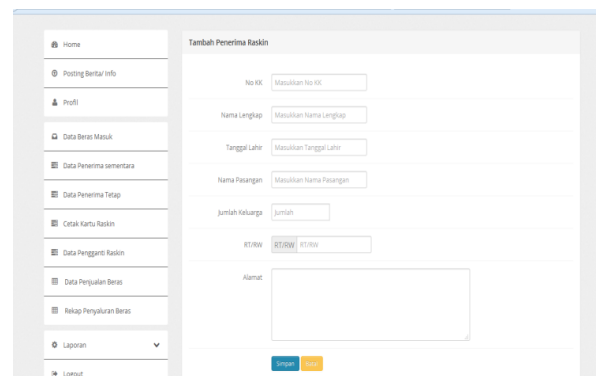 Home
Posting Berita/ Info
Profil
Data Beras Masuk
Data Penerima sementara
Data Penerima Tetap
Cetak Kartu Raskin
Data Pengganti Raskin
Data Penjualan Beras
Rekap Penyaluran Beras
Laporan
Logout
Tambah Penerima Raskin
No KK Masukkan No KK
Nama Lengkap Masukkan Nama Lengkap
Tanggal Lahir Masukkan Tanggal Lahir
Nama Pasangan Masukkan Nama Pasangan
Jumlah Keluarga Jumlah
RT/RW RT/RW RT/RW
Alamat
Simpan